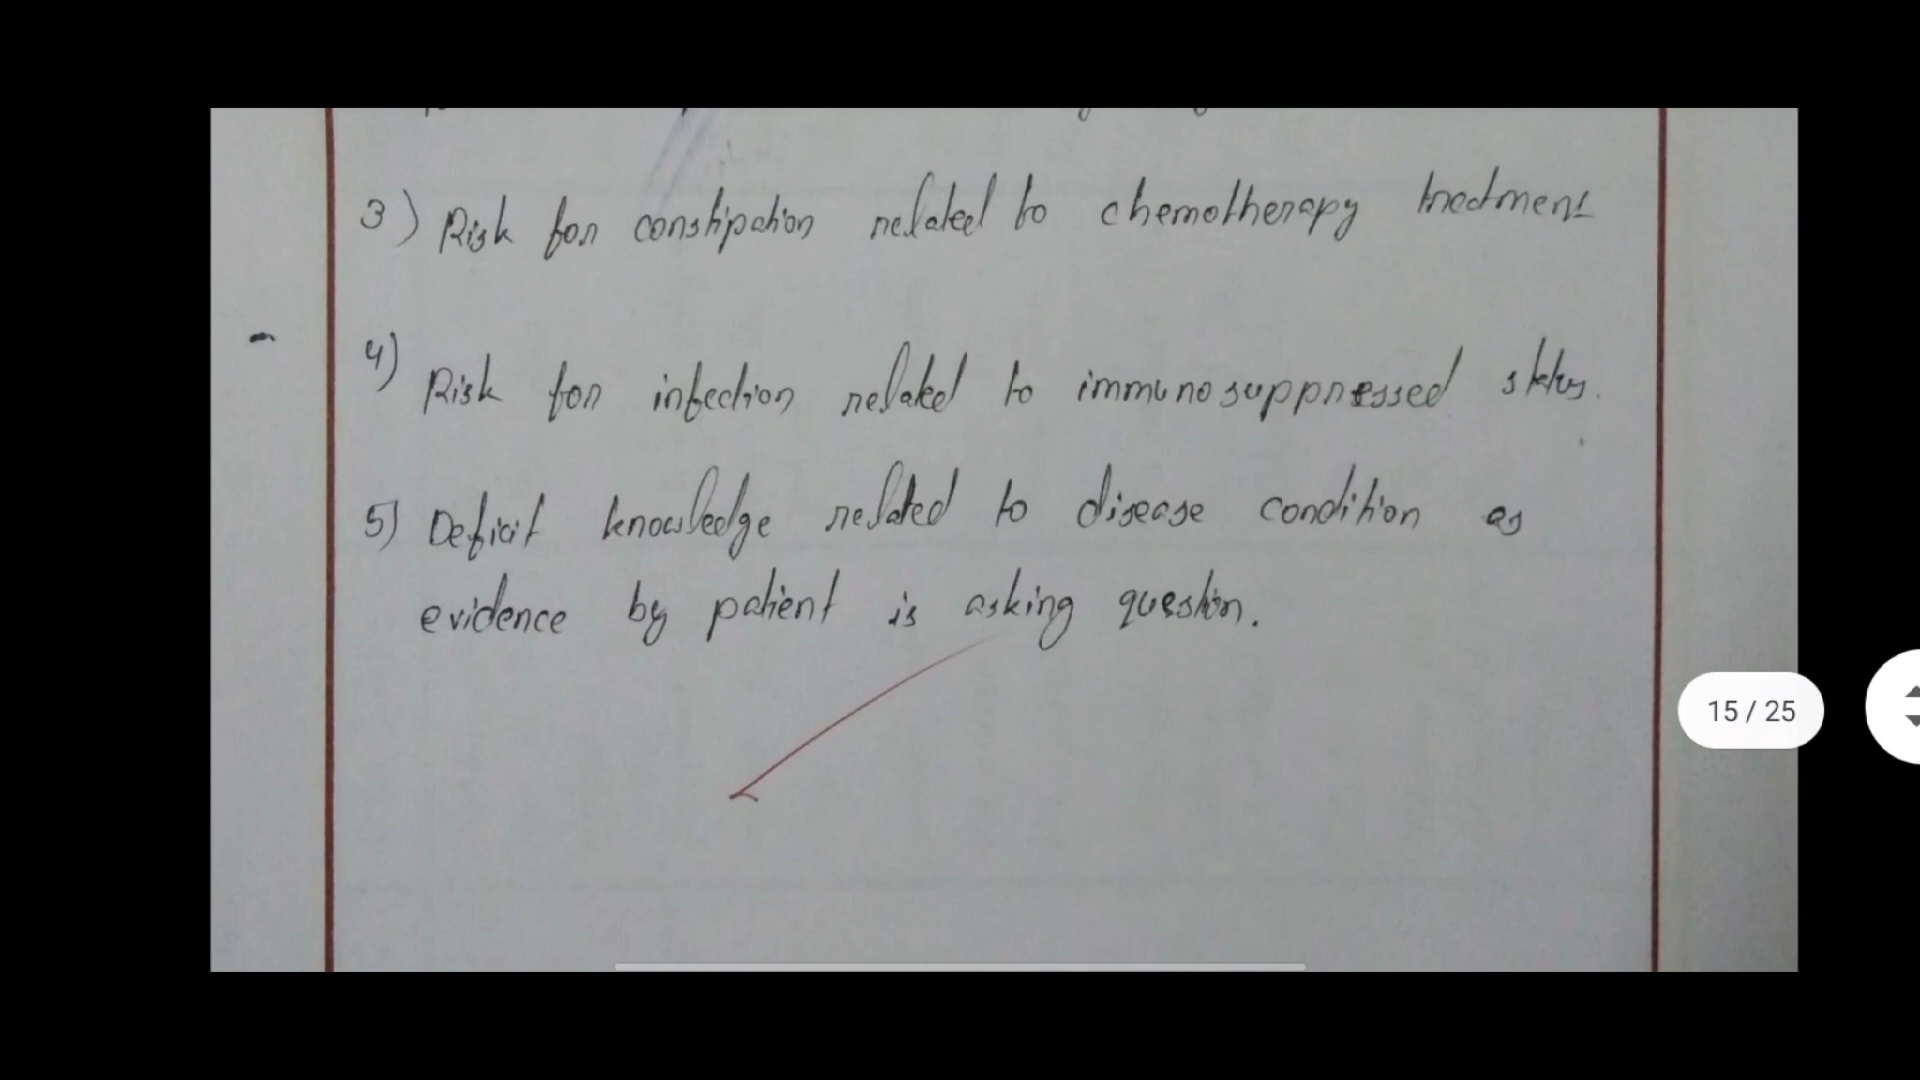 3) Risk for constipation related to chemotherapy treatment
4) Risk for infection related to immunosuppressed status.
5) Deficit knowledge related to disease condition as
evidence by patient is asking question.
15 / 25